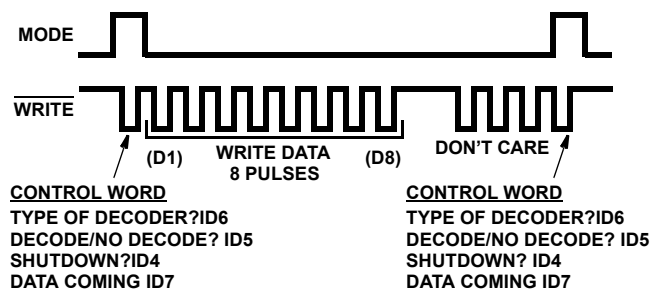 MODE
WRITE
(D1) WRITE DATA (D8) DON'T CARE
8 PULSES
CONTROL WORD
TYPE OF DECODER?ID6
DECODE/NO DECODE? ID5
SHUTDOWN?ID4
DATA COMING ID7
CONTROL WORD
TYPE OF DECODER?ID6
DECODE/NO DECODE? ID5
SHUTDOWN? ID4
DATA COMING ID7